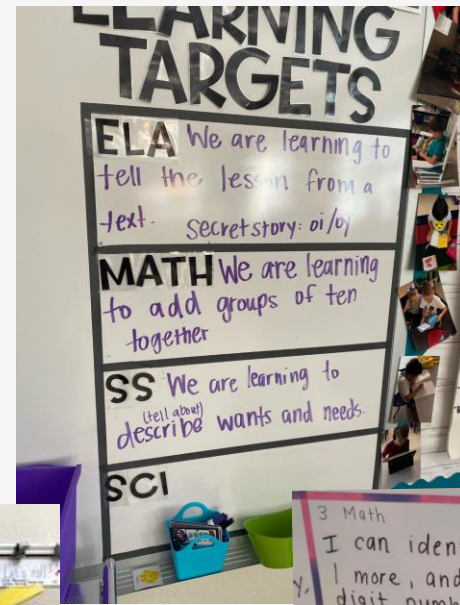 LEARNING
TARGETS
ELA We are learning to
tell the lesson from a
text. Secret story: oi/oy
MATH We are learning
to add groups of ten
together
SS We are learning to
(tell about)
describe wants and needs.
SCI
Let's roll!
3 Math
I can iden
1 more, and
digit numb
y,